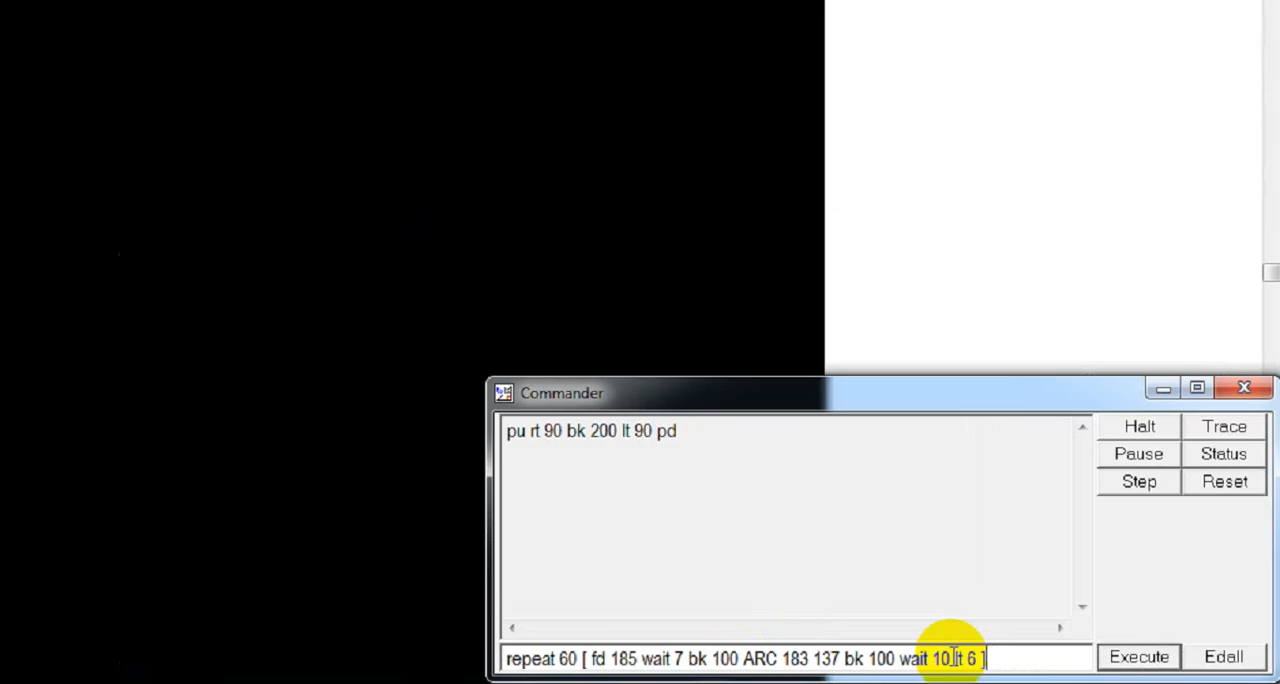 Commander
pu rt 90 bk 200 lt 90 pd
Halt
Trace
Pause
Status
Step
Reset
repeat 60 [ fd 185 wait 7 bk 100 ARC 183 137 bk 100 wait 10 lt 6 ]
Execute
Edall